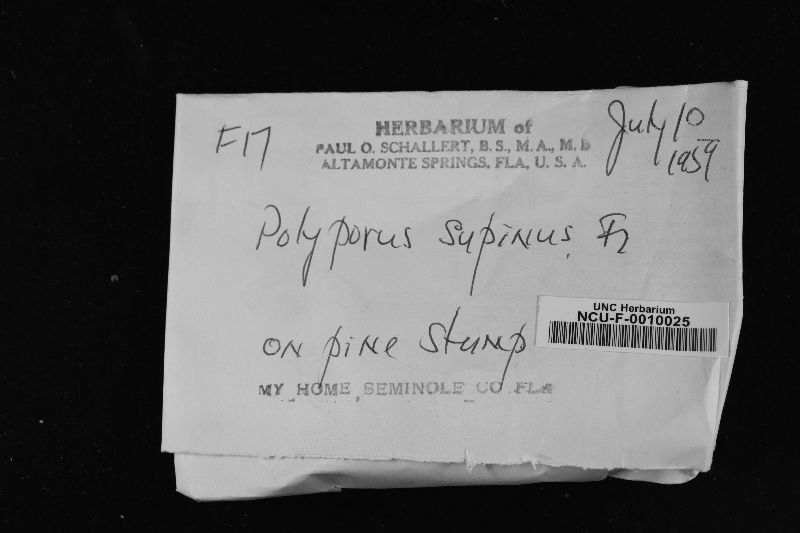 F17
HERBARIUM of
PAUL O. SCHALLERT, B.S., M.A., M.D
ALTAMONTE SPRINGS, FLA, U. S. A.
July 10
1959
Polyporus supinus, Fr
on pine stump
UNC Herbarium
NCU-F-0010025
MY HOME, SEMINOLE CO FLA